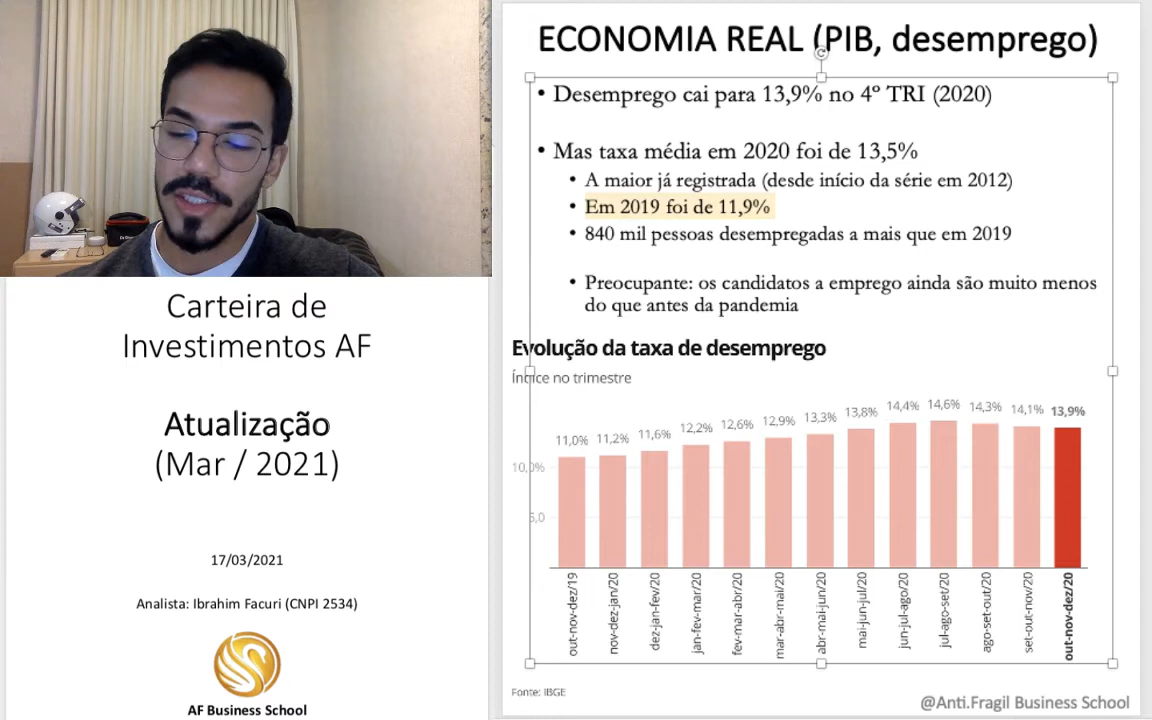 Carteira de
Investimentos AF
Atualização
(Mar / 2021)
17/03/2021
Analista: Ibrahim Facuri (CNPI 2534)
AF Business School
ECONOMIA REAL (PIB, desemprego)
• Desemprego cai para 13,9% no 4º TRI (2020)
• Mas taxa média em 2020 foi de 13,5%
• A maior já registrada (desde início da série em 2012)
• Em 2019 foi de 11,9%
• 840 mil pessoas desempregadas a mais que em 2019
• Preocupante: os candidatos a emprego ainda são muito menos
do que antes da pandemia
Evolução da taxa de desemprego
Índice no trimestre
11,0% 11,2% 11,6% 12,2% 12,6% 12,9% 13,3% 13,8% 14,4% 14,6% 14,3% 14,1% 13,9%
10,0%
5,0
out-nov-dez/19
nov-dez-jan/20
dez-jan-fev/20
jan-fev-mar/20
fev-mar-abr/20
mar-abr-mai/20
abr-mai-jun/20
mai-jun-jul/20
jun-jul-ago/20
jul-ago-set/20
ago-set-out/20
set-out-nov/20
out-nov-dez/20
Fonte: IBGE
@Anti.Fragil Business School